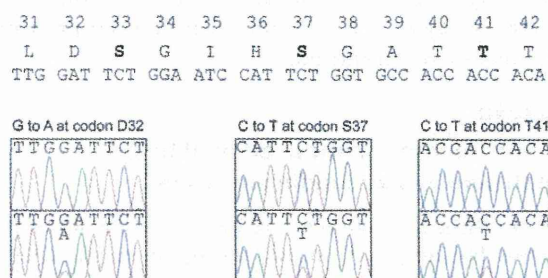 31 32 33 34 35 36 37 38 39 40 41 42
L D S G I H S G A T T T
TTG GAT TCT GGA ATC CAT TCT GGT GCC ACC ACC ACA
G to A at codon D32 C to T at codon S37 C to T at codon T41
TTGGATTCT CATTCTGGT ACCACCACA
TTGGATTCT CATTCTGGT ACCACCACA
A T T